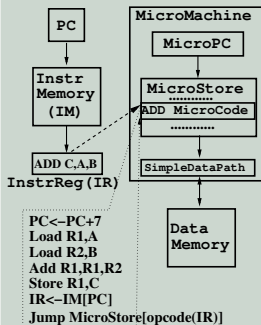 PC
Instr
Memory
(IM)
ADD C,A,B
InstrReg(IR)
MicroMachine
MicroPC
MicroStore
ADD MicroCode
SimpleDataPath
Data
Memory
PC<-PC+7
Load R1,A
Load R2,B
Add R1,R1,R2
Store R1,C
IR<-IM[PC]
Jump MicroStore[opcode(IR)]